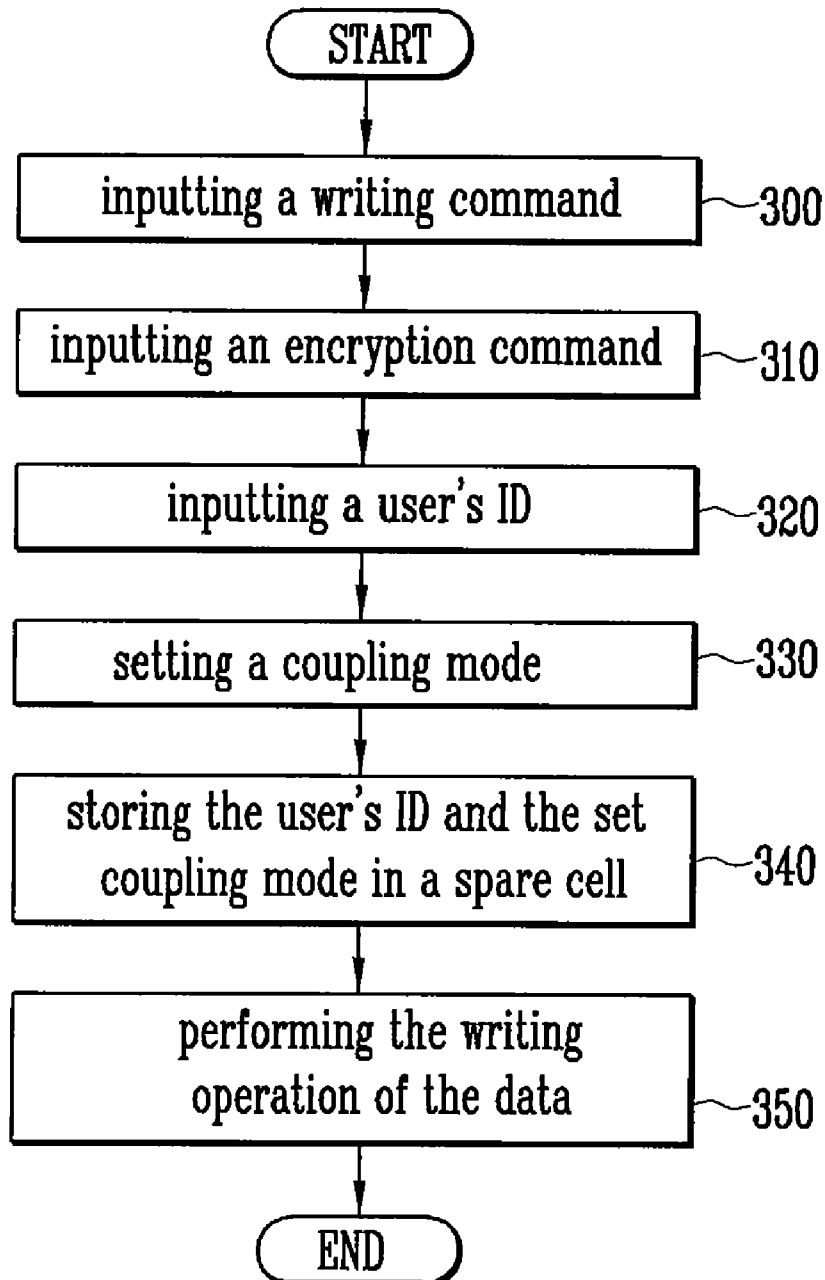 START
inputting a writing command
300
inputting an encryption command
310
inputting a user's ID
320
setting a coupling mode
330
storing the user's ID and the set
coupling mode in a spare cell
340
performing the writing
operation of the data
350
END